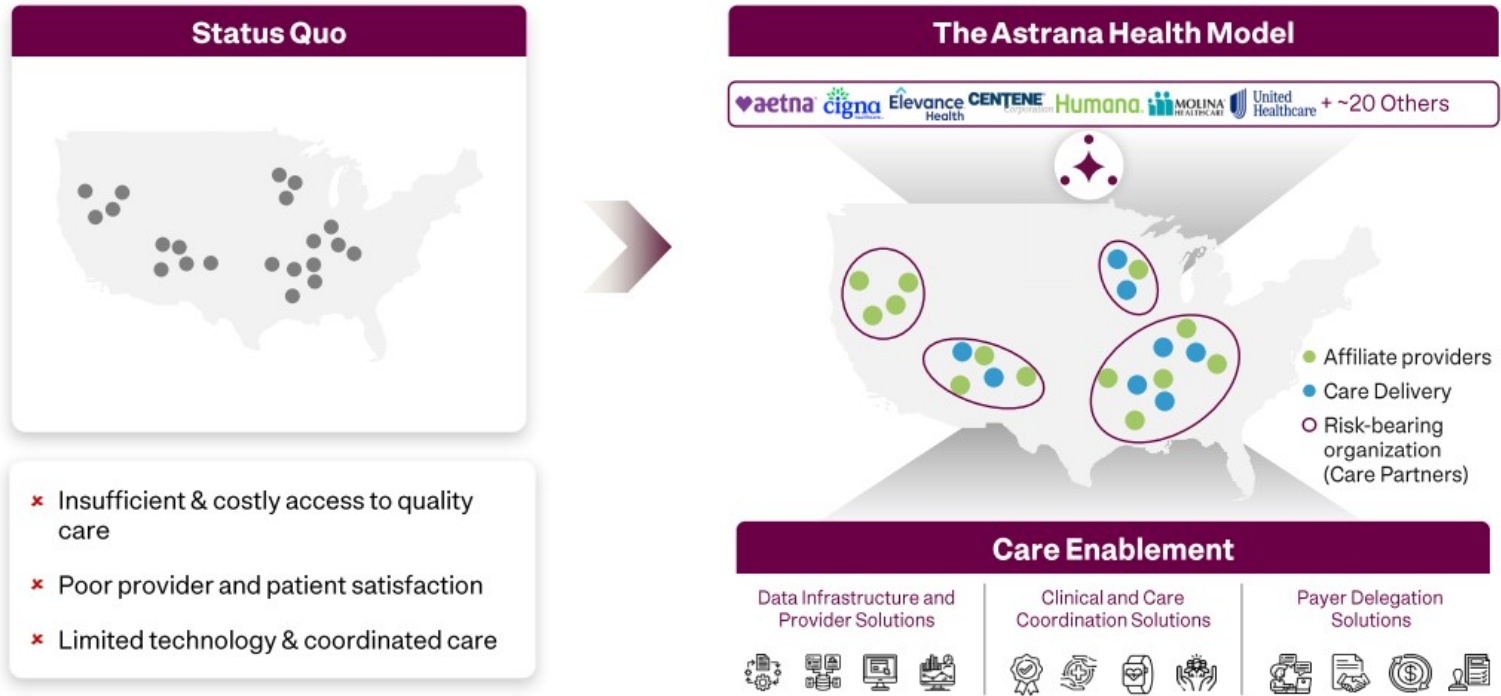 Status Quo
Insufficient & costly access to quality
care
Poor provider and patient satisfaction
Limited technology & coordinated care
The Astrana Health Model
aetna cigna healthcare Elevance Health CENTENE Corporation Humana. MOLINA HEALTHCARE United Healthcare + ~20 Others
Affiliate providers
Care Delivery
Risk-bearing
organization
(Care Partners)
Care Enablement
Data Infrastructure and
Provider Solutions
Clinical and Care
Coordination Solutions
Payer Delegation
Solutions